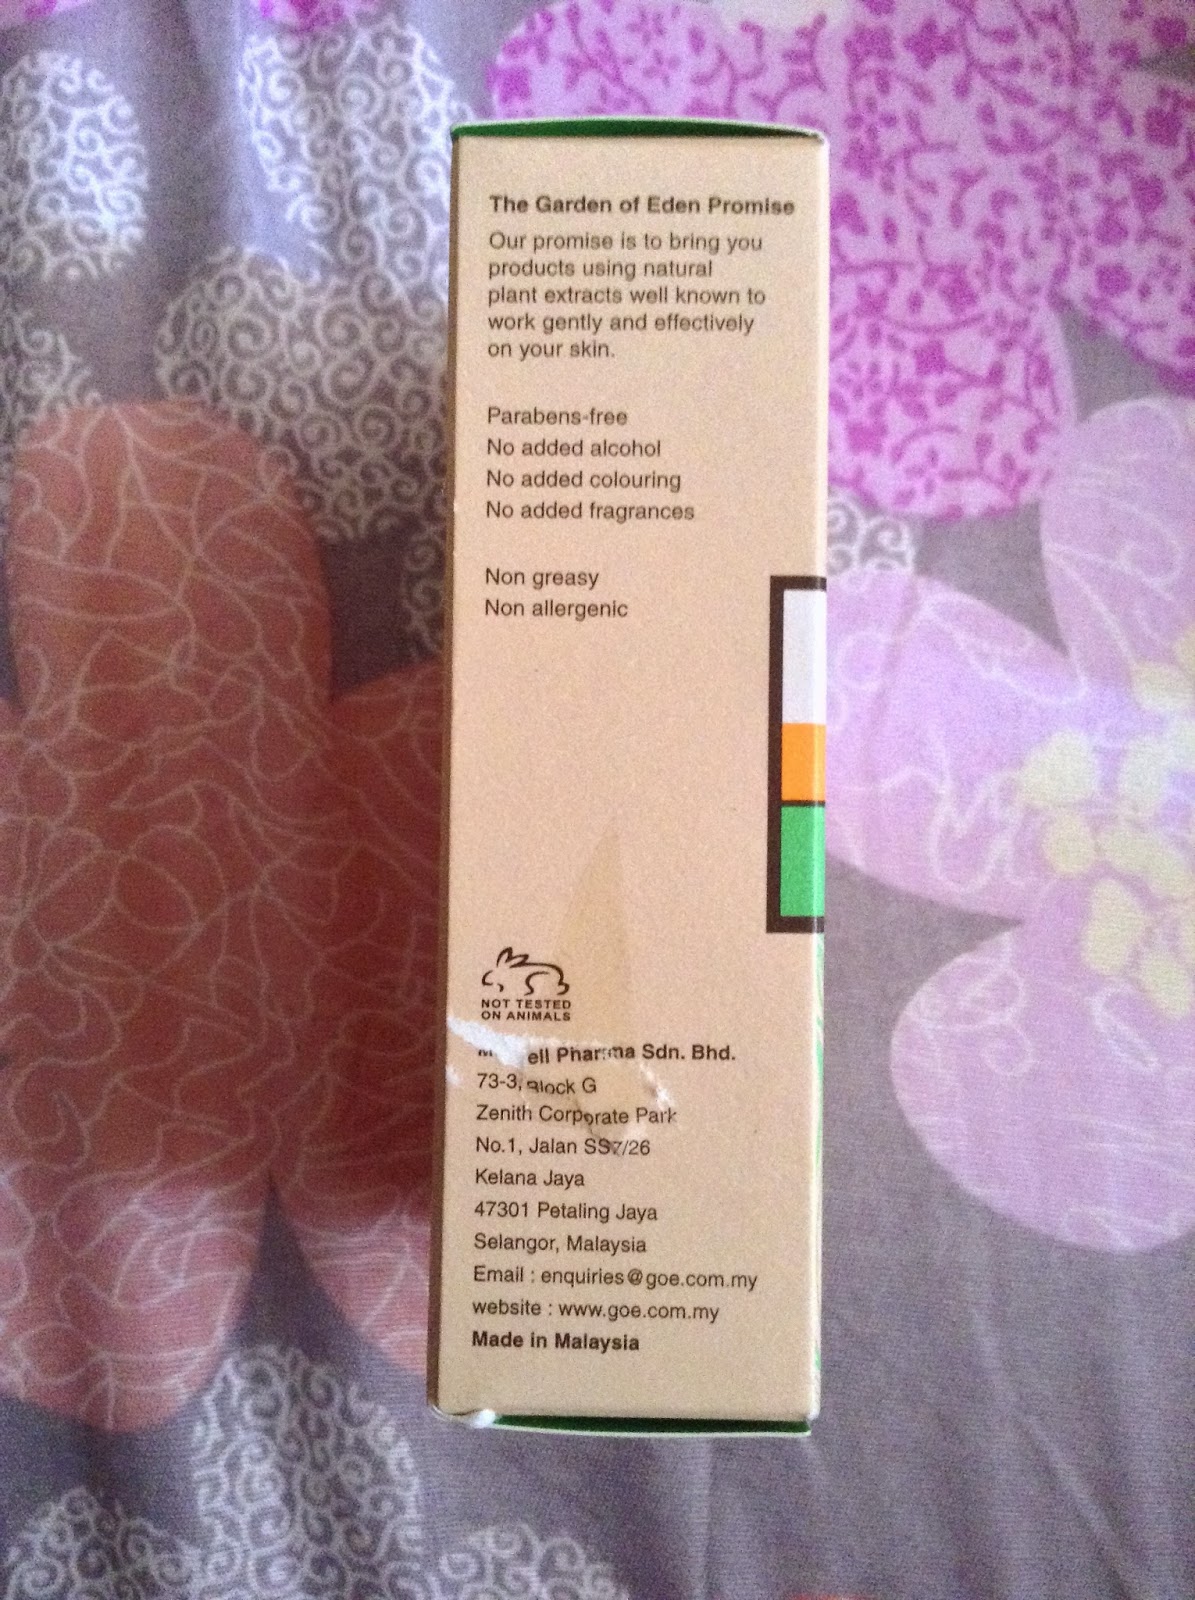 The Garden of Eden Promise
Our promise is to bring you
products using natural
plant extracts well known to
work gently and effectively
on your skin.
Parabens-free
No added alcohol
No added colouring
No added fragrances
Non greasy
Non allergenic
NOT TESTED
ON ANIMALS
Pharma Sdn. Bhd.
73-3, Block G
Zenith Corporate Park
No.1, Jalan SS7/26
Kelana Jaya
47301 Petaling Jaya
Selangor, Malaysia
Email : enquiries@goe.com.my
website : www.goe.com.my
Made in Malaysia